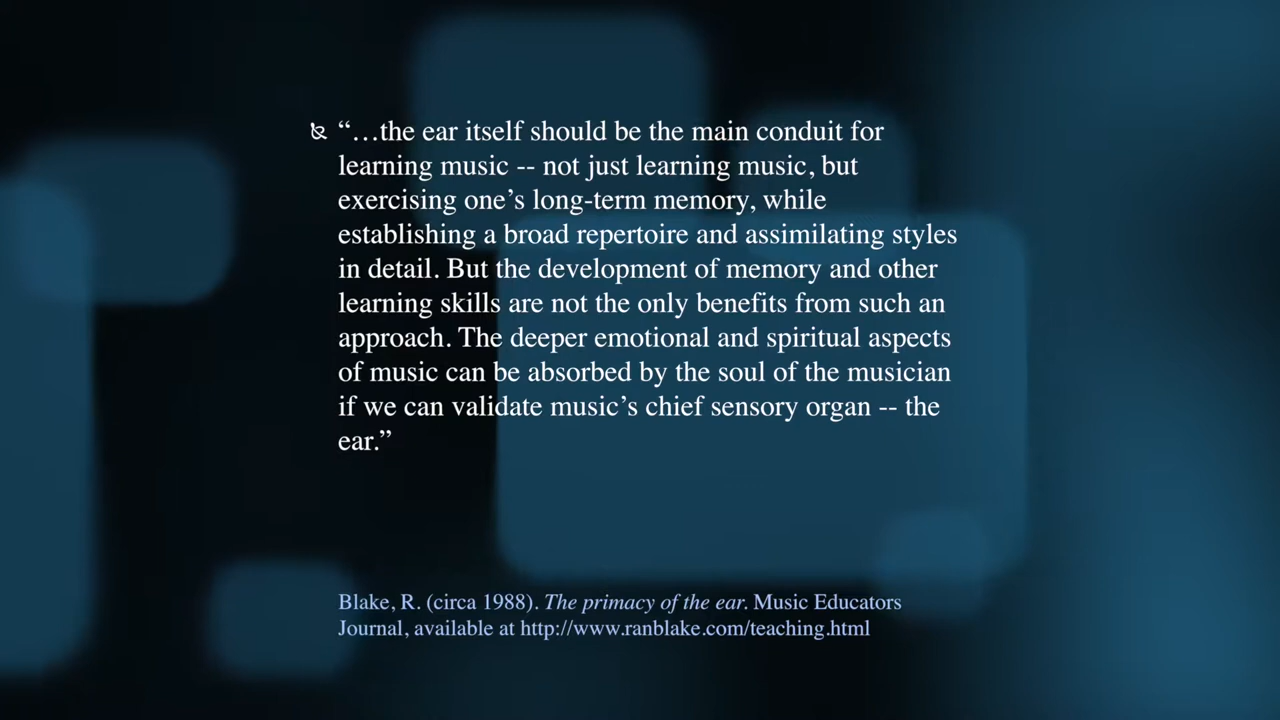 “…the ear itself should be the main conduit for
learning music -- not just learning music, but
exercising one’s long-term memory, while
establishing a broad repertoire and assimilating styles
in detail. But the development of memory and other
learning skills are not the only benefits from such an
approach. The deeper emotional and spiritual aspects
of music can be absorbed by the soul of the musician
if we can validate music’s chief sensory organ -- the
ear.”
Blake, R. (circa 1988). The primacy of the ear. Music Educators
Journal, available at http://www.ranblake.com/teaching.html